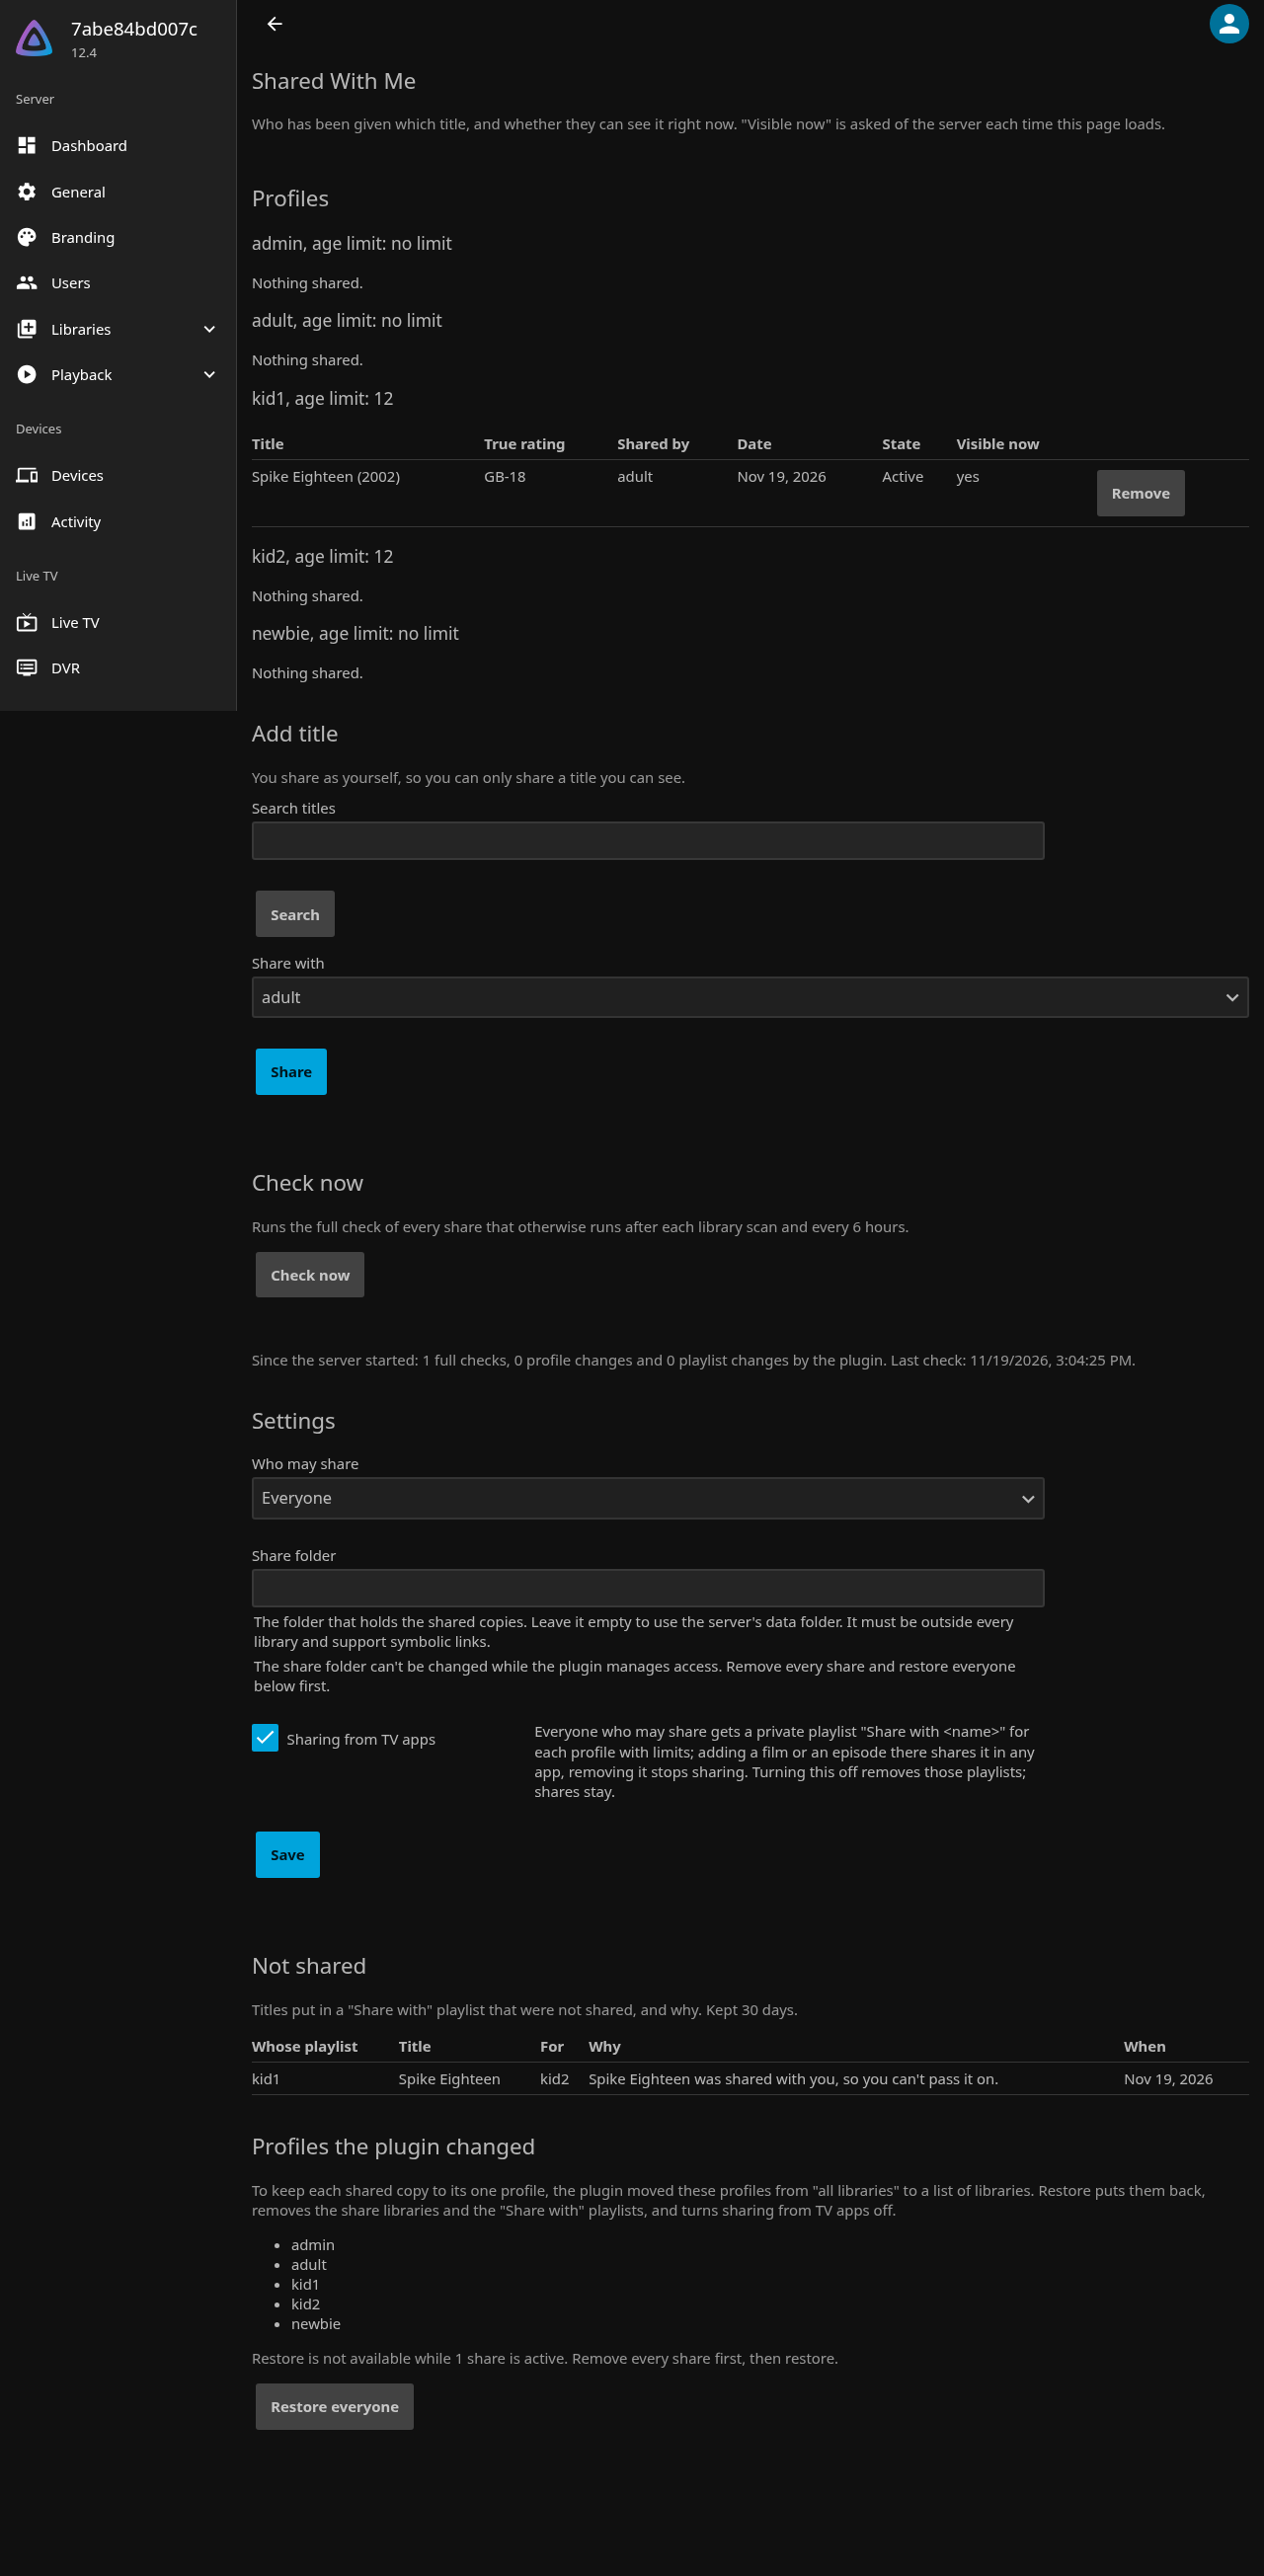 7abe84bd007c
12.4
Server
Dashboard
General
Branding
Users
Libraries
Playback
Devices
Devices
Activity
Live TV
Live TV
DVR
Shared With Me
Who has been given which title, and whether they can see it right now. "Visible now" is asked of the server each time this page loads.
Profiles
admin, age limit: no limit
Nothing shared.
adult, age limit: no limit
Nothing shared.
kid1, age limit: 12
Title True rating Shared by Date State Visible now
Spike Eighteen (2002) GB-18 adult Nov 19, 2026 Active yes Remove
kid2, age limit: 12
Nothing shared.
newbie, age limit: no limit
Nothing shared.
Add title
You share as yourself, so you can only share a title you can see.
Search titles
Search
Share with
adult
Share
Check now
Runs the full check of every share that otherwise runs after each library scan and every 6 hours.
Check now
Since the server started: 1 full checks, 0 profile changes and 0 playlist changes by the plugin. Last check: 11/19/2026, 3:04:25 PM.
Settings
Who may share
Everyone
Share folder
The folder that holds the shared copies. Leave it empty to use the server's data folder. It must be outside every
library and support symbolic links.
The share folder can't be changed while the plugin manages access. Remove every share and restore everyone
below first.
Sharing from TV apps
Everyone who may share gets a private playlist "Share with <name>" for
each profile with limits; adding a film or an episode there shares it in any
app, removing it stops sharing. Turning this off removes those playlists;
shares stay.
Save
Not shared
Titles put in a "Share with" playlist that were not shared, and why. Kept 30 days.
Whose playlist Title For Why When
kid1 Spike Eighteen kid2 Spike Eighteen was shared with you, so you can't pass it on. Nov 19, 2026
Profiles the plugin changed
To keep each shared copy to its one profile, the plugin moved these profiles from "all libraries" to a list of libraries. Restore puts them back,
removes the share libraries and the "Share with" playlists, and turns sharing from TV apps off.
admin
adult
kid1
kid2
newbie
Restore is not available while 1 share is active. Remove every share first, then restore.
Restore everyone